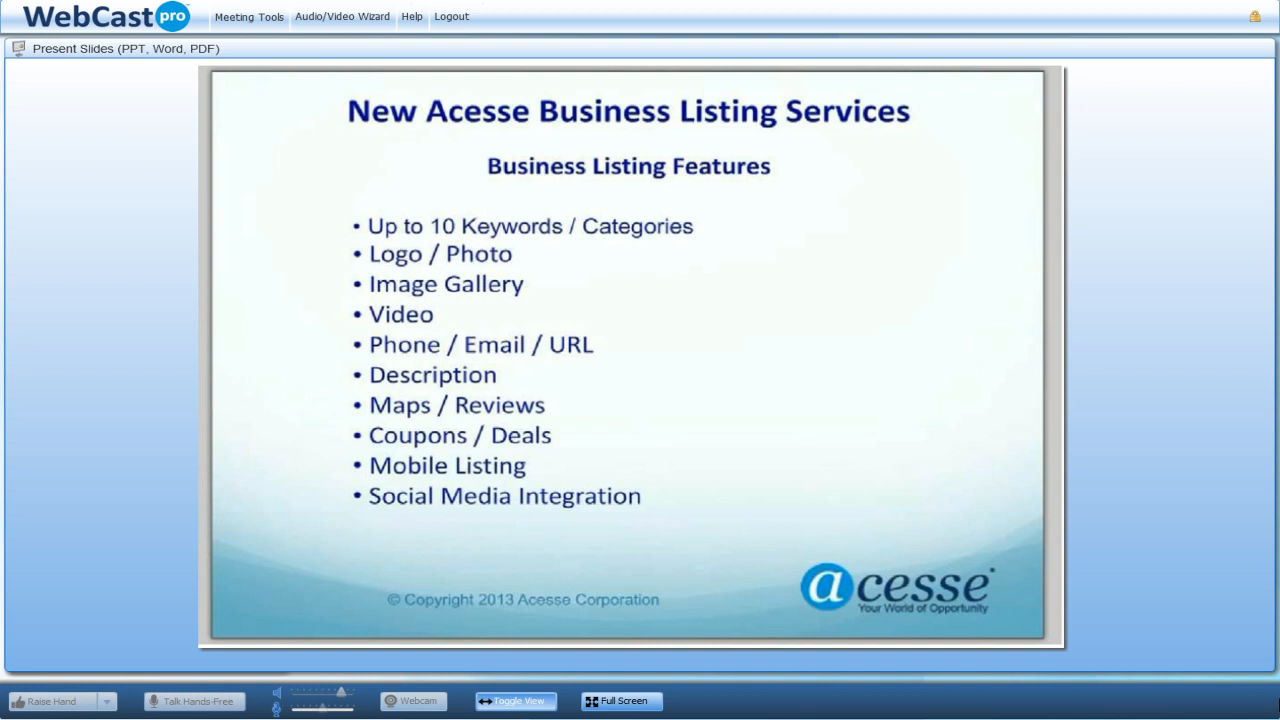 WebCast pro
Meeting Tools Audio/Video Wizard Help Logout
Present Slides (PPT, Word, PDF)
New Acesse Business Listing Services
Business Listing Features
• Up to 10 Keywords / Categories
• Logo / Photo
• Image Gallery
• Video
• Phone / Email / URL
• Description
• Maps / Reviews
• Coupons / Deals
• Mobile Listing
• Social Media Integration
© Copyright 2013 Acesse Corporation
acesse
Your World of Opportunity
Raise Hand Talk Hands-Free Webcam Toggle View Full Screen